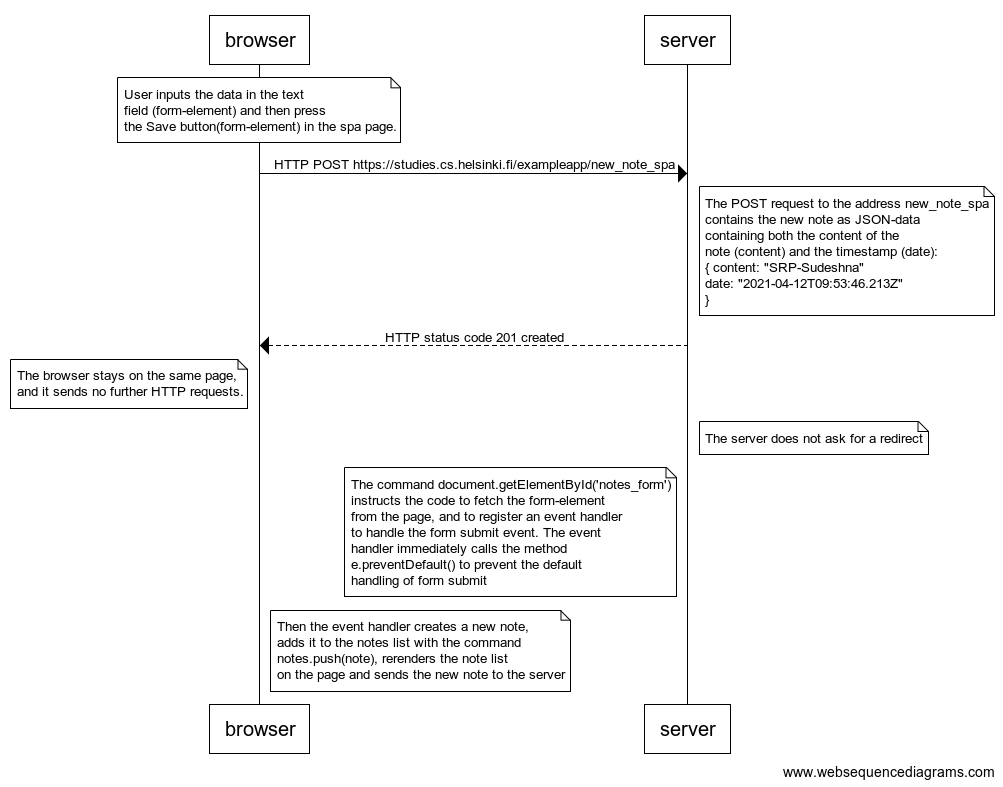 browser
server
User inputs the data in the text
field (form-element) and then press
the Save button(form-element) in the spa page.
HTTP POST https://studies.cs.helsinki.fi/exampleapp/new_note_spa
The POST request to the address new_note_spa
contains the new note as JSON-data
containing both the content of the
note (content) and the timestamp (date):
{ content: "SRP-Sudeshna"
date: "2021-04-12T09:53:46.213Z"
}
HTTP status code 201 created
The browser stays on the same page,
and it sends no further HTTP requests.
The server does not ask for a redirect
The command document.getElementById('notes_form')
instructs the code to fetch the form-element
from the page, and to register an event handler
to handle the form submit event. The event
handler immediately calls the method
e.preventDefault() to prevent the default
handling of form submit
Then the event handler creates a new note,
adds it to the notes list with the command
notes.push(note), rerenders the note list
on the page and sends the new note to the server
browser
server
www.websequencediagrams.com